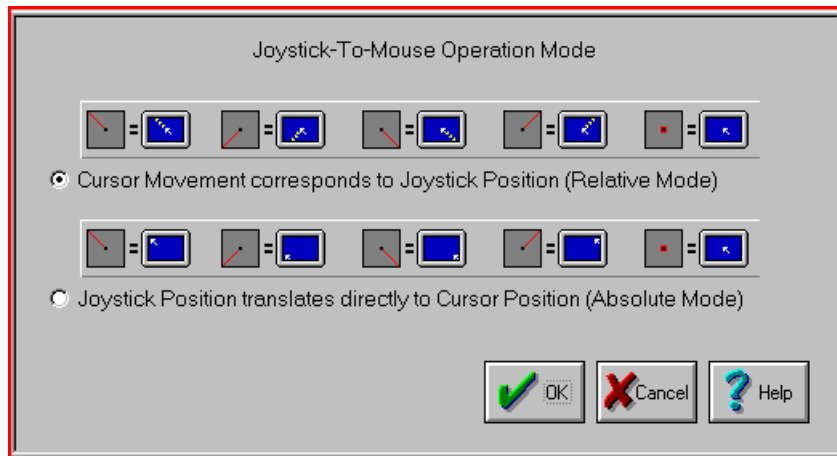 Joystick-To-Mouse Operation Mode
= = = = =
Cursor Movement corresponds to Joystick Position (Relative Mode)
= = = = =
Joystick Position translates directly to Cursor Position (Absolute Mode)
OK Cancel Help